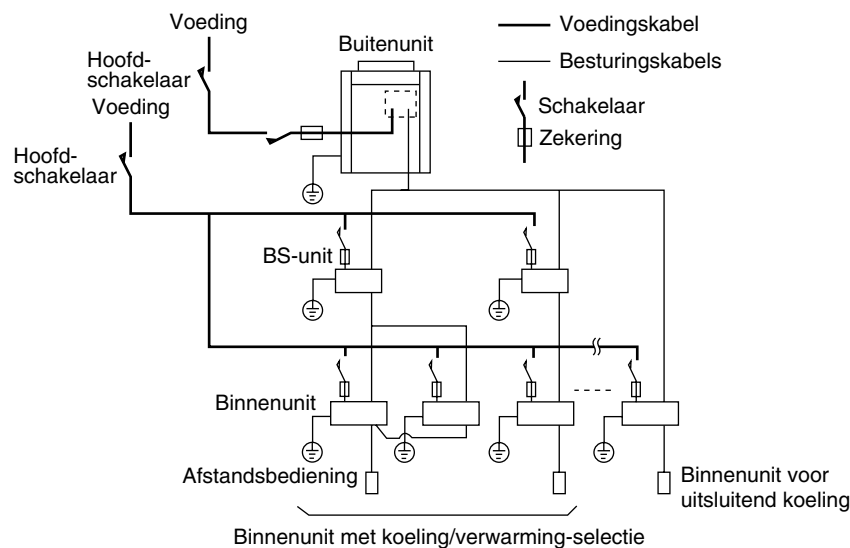 Voeding
Hoofd-
schakelaar
Voeding
Hoofd-
schakelaar
Buitenunit
Voedingskabel
Besturingskabels
Schakelaar
Zekering
BS-unit
Binnenunit
Afstandsbediening
Binnenunit voor
uitsluitend koeling
Binnenunit met koeling/verwarming-selectie